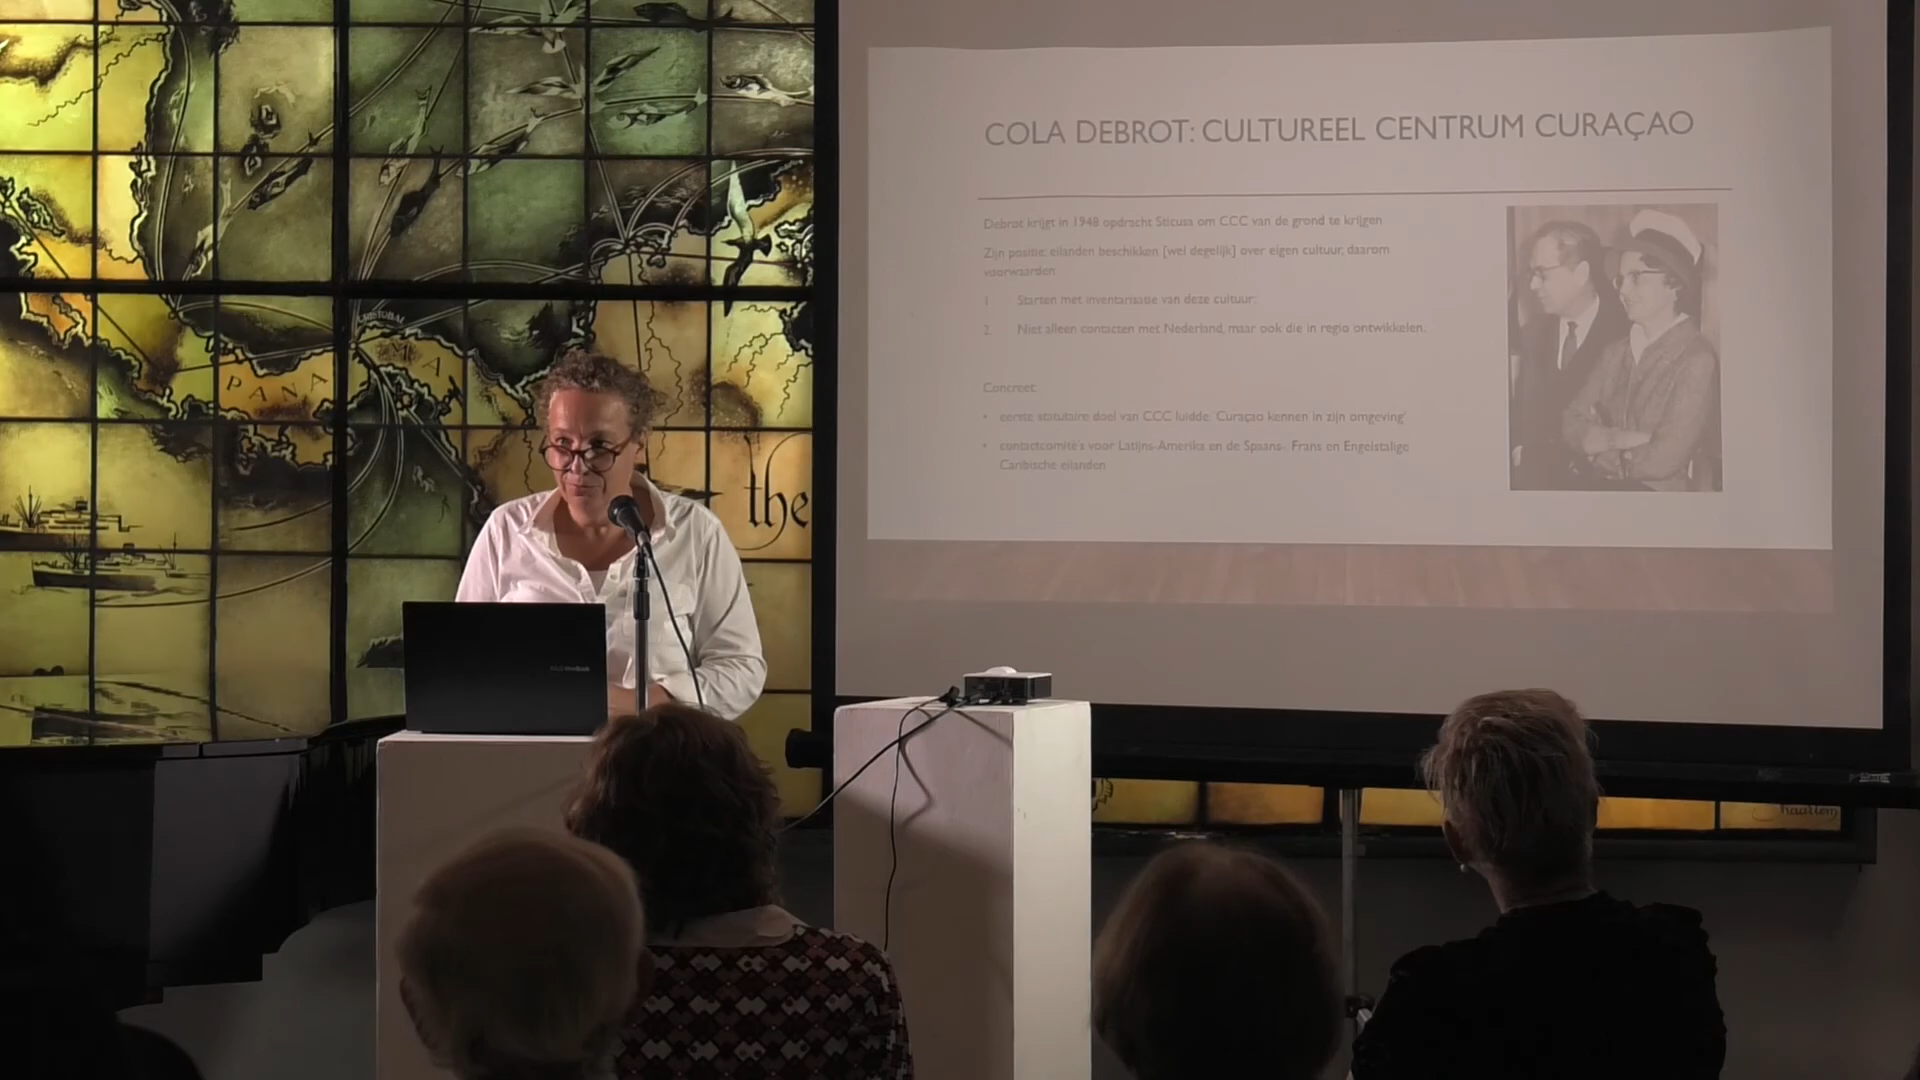 COLA DEBROT: CULTUREEL CENTRUM CURAÇAO
Debrot krijgt in 1948 opdracht Sticusa om CCC van de grond te krijgen
Zijn positie: eilanden beschikken [wel degelijk] over eigen cultuur, daarom
voorwaarden:
1 Starten met inventarisatie van deze cultuur;
2. Niet alleen contacten met Nederland, maar ook die in regio ontwikkelen.
Concreet:
• eerste statutaire doel van CCC luidde: 'Curaçao kennen in zijn omgeving'
• contactcomité's voor Latijns-Amerika en de Spaans-, Frans en Engelstalige
Caribische eilanden
CRISTOBAL
PANAMA
the
haarlem